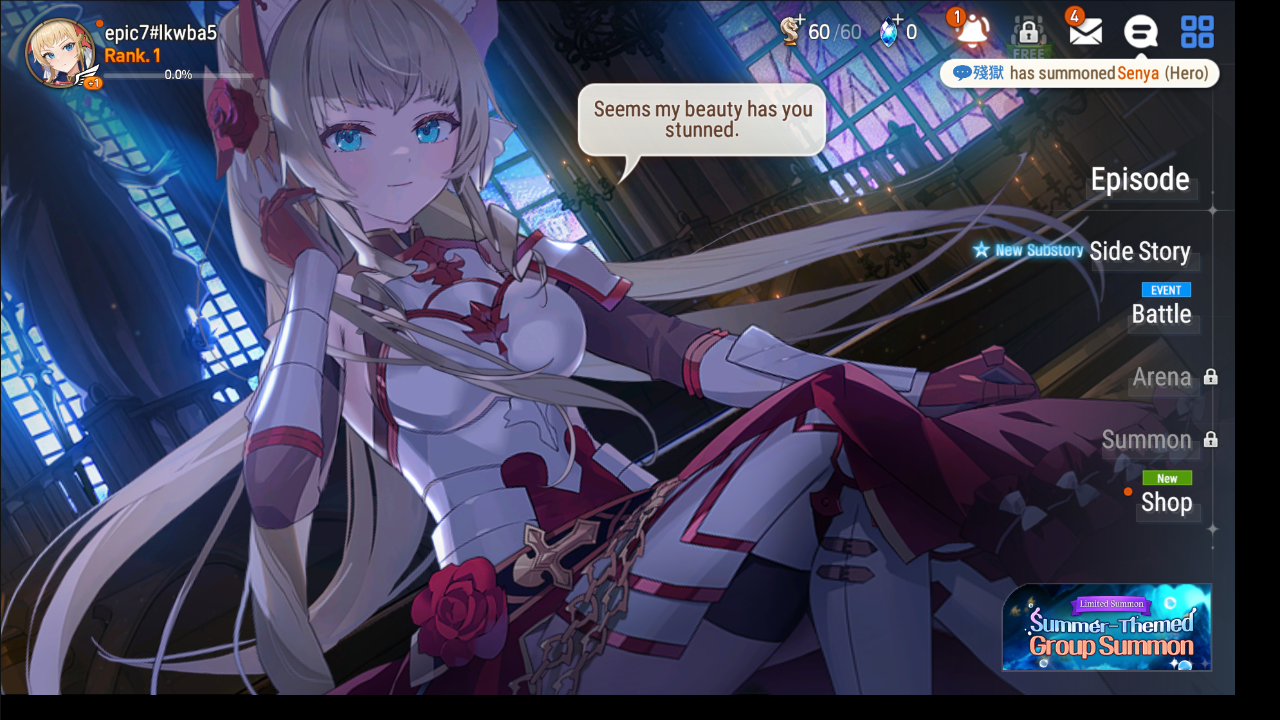 epic7#lkwba5
Rank. 1
0.0%
+1
60 /60
0
1
FREE
4
殘獄 has summoned Senya (Hero)
Seems my beauty has you
stunned.
Episode
New Substory Side Story
EVENT
Battle
Arena
Summon
New
Shop
Limited Summon
Summer-Themed
Group Summon